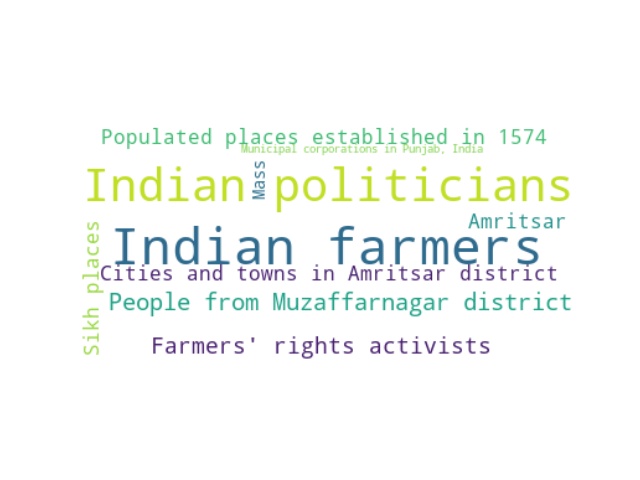 Populated places established in 1574
Municipal corporations in Punjab, India
Mass
Indian politicians
Amritsar
Indian farmers
Sikh places
Cities and towns in Amritsar district
People from Muzaffarnagar district
Farmers' rights activists